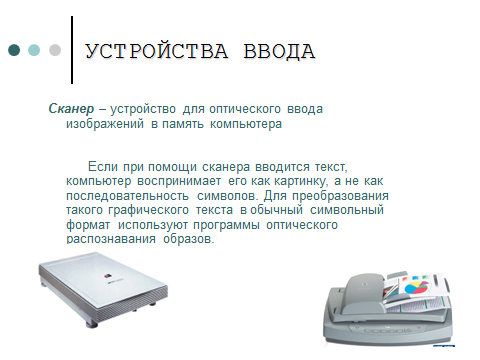 УСТРОЙСТВА ВВОДА
Сканер – устройство для оптического ввода
изображений в память компьютера
Если при помощи сканера вводится текст,
компьютер воспринимает его как картинку, а не как
последовательность символов. Для преобразования
такого графического текста в обычный символьный
формат используют программы оптического
распознавания образов.